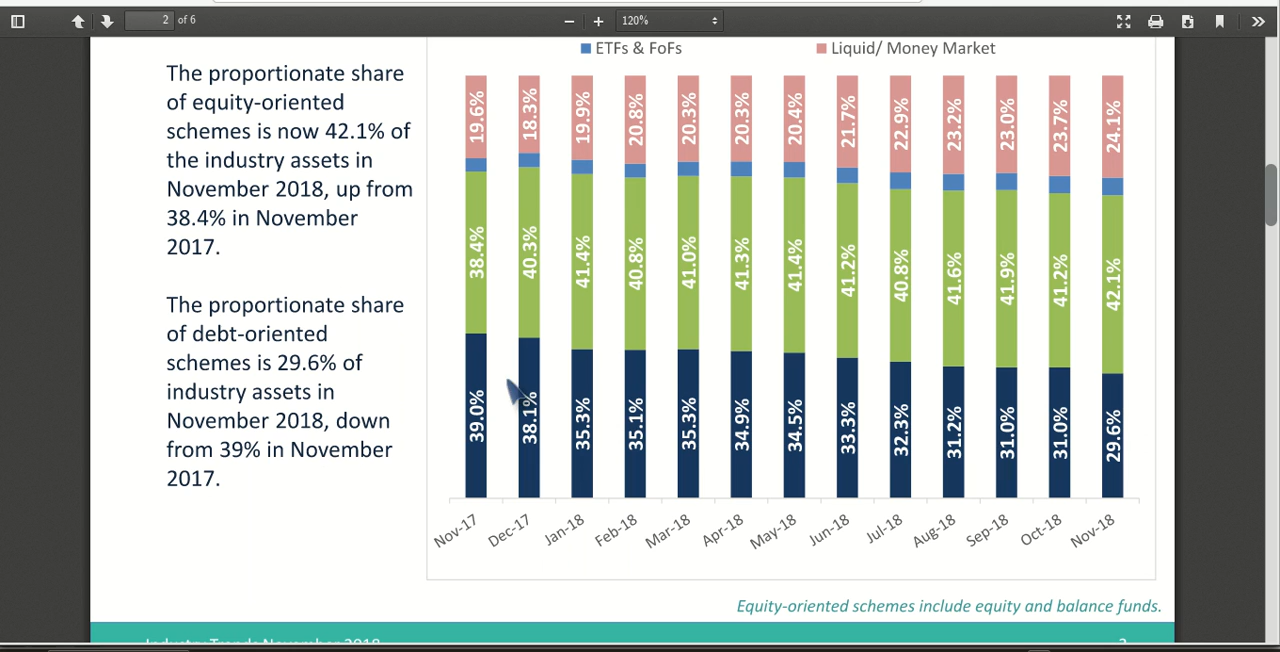 2 of 6
120%
ETFs & FoFs
Liquid/ Money Market
The proportionate share
of equity-oriented
schemes is now 42.1% of
the industry assets in
November 2018, up from
38.4% in November
2017.
The proportionate share
of debt-oriented
schemes is 29.6% of
industry assets in
November 2018, down
from 39% in November
2017.
19.6% 18.3% 19.9% 20.8% 20.3% 20.3% 20.4% 21.7% 22.9% 23.2% 23.0% 23.7% 24.1%
38.4% 40.3% 41.4% 40.8% 41.0% 41.3% 41.4% 41.2% 40.8% 41.6% 41.9% 41.2% 42.1%
39.0% 38.1% 35.3% 35.1% 35.3% 34.9% 34.5% 33.3% 32.3% 31.2% 31.0% 31.0% 29.6%
Nov-17 Dec-17 Jan-18 Feb-18 Mar-18 Apr-18 May-18 Jun-18 Jul-18 Aug-18 Sep-18 Oct-18 Nov-18
Equity-oriented schemes include equity and balance funds.
Industry Trends November 2018